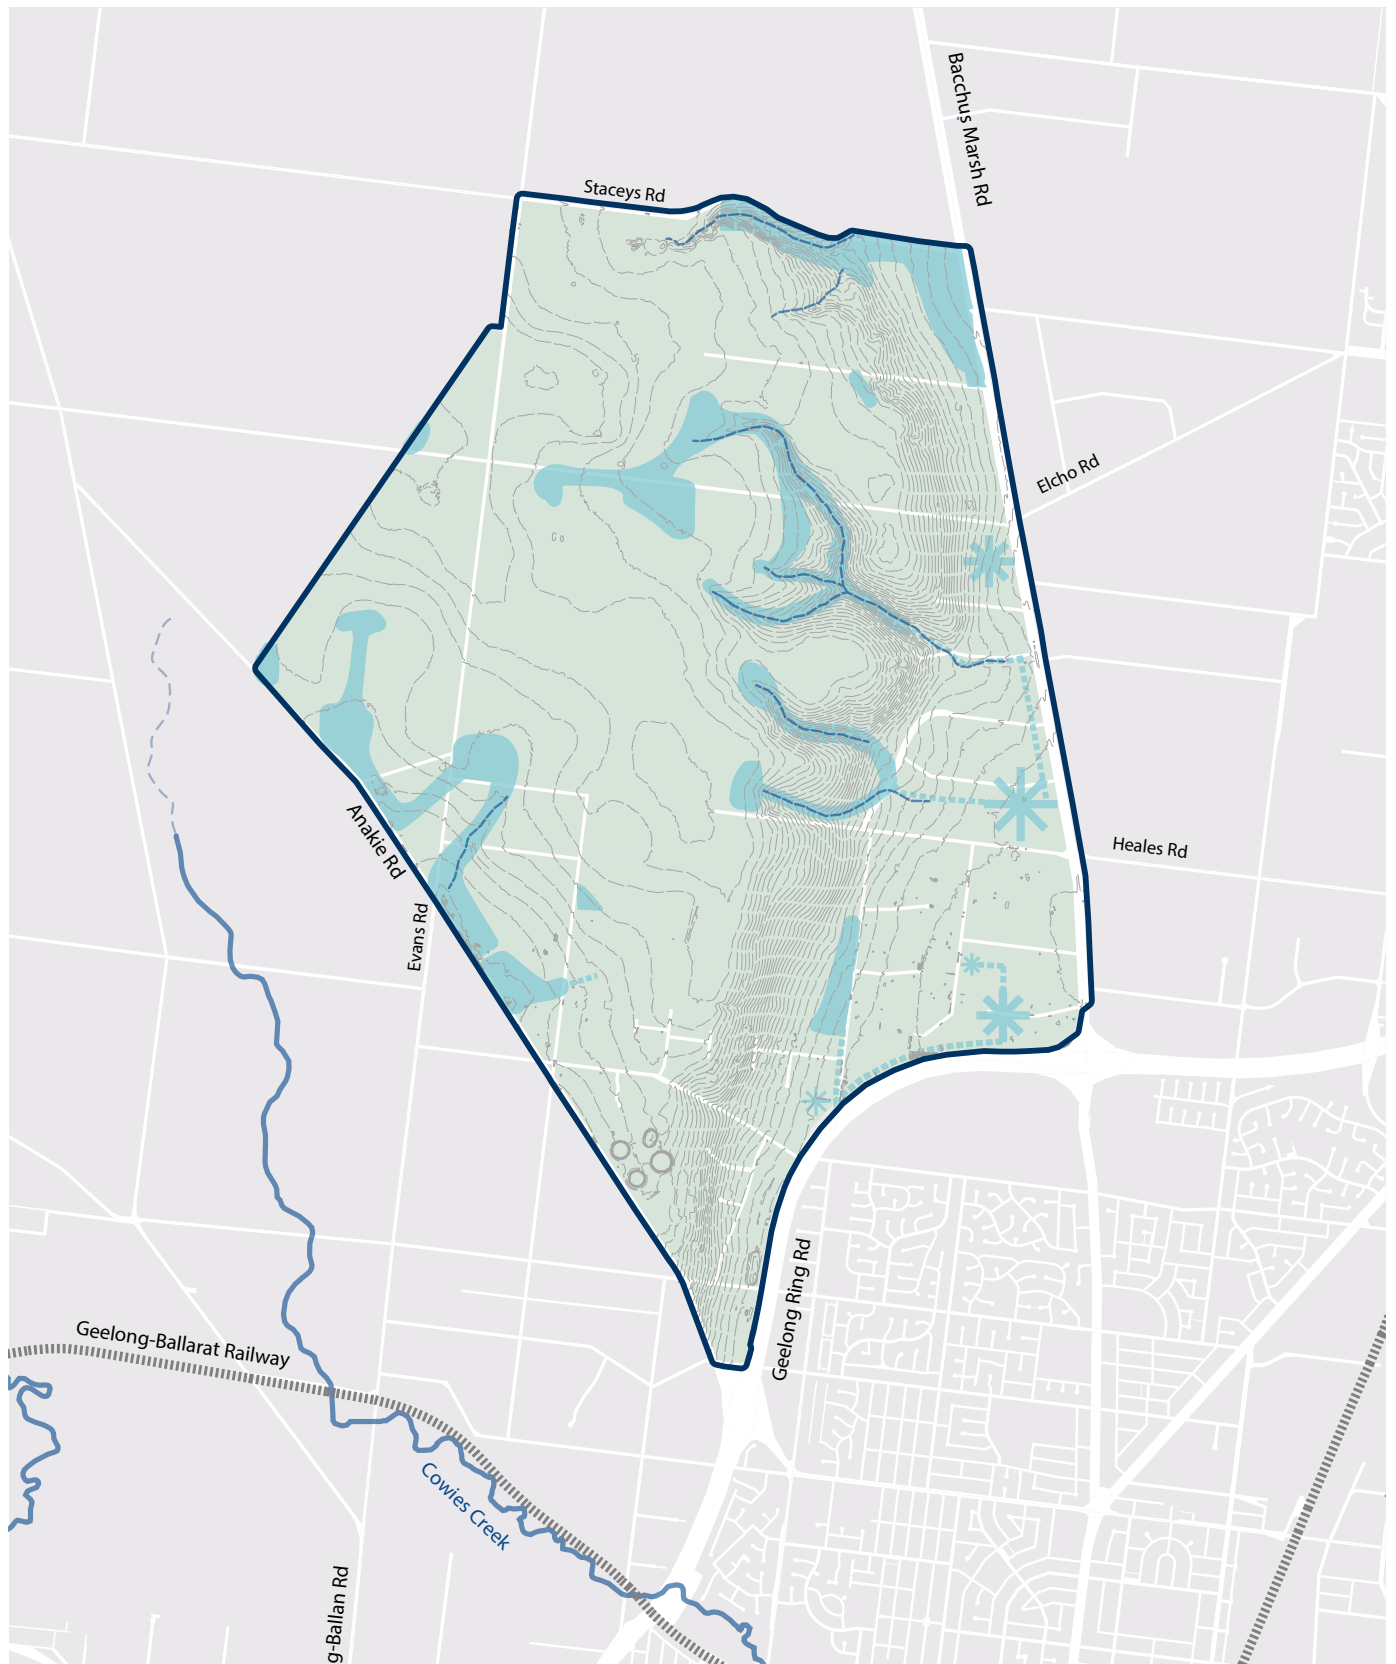 Bacchus Marsh Rd
Staceys Rd
Elcho Rd
Anakie Rd
Heales Rd
Evans Rd
Geelong Ring Rd
Geelong-Ballarat Railway
Cowies Creek
g-Ballan Rd